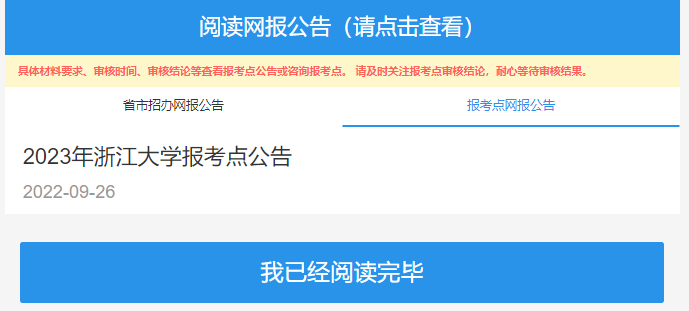 阅读网报公告（请点击查看）
具体材料要求、审核时间、审核结论等查看报考点公告或咨询报考点。 请及时关注报考点审核结论，耐心等待审核结果。
省市招办网报公告
报考点网报公告
2023年浙江大学报考点公告
2022-09-26
我已经阅读完毕